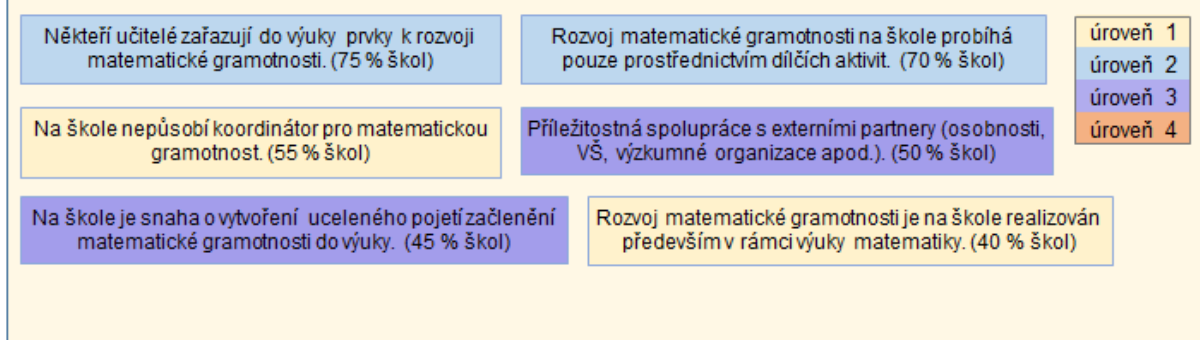 Někteří učitelé zařazují do výuky prvky k rozvoji
matematické gramotnosti. (75 % škol)
Rozvoj matematické gramotnosti na škole probíhá
pouze prostřednictvím dílčích aktivit. (70 % škol)
úroveň 1
úroveň 2
úroveň 3
úroveň 4
Na škole nepůsobí koordinátor pro matematickou
gramotnost. (55 % škol)
Příležitostná spolupráce s externími partnery (osobnosti,
VŠ, výzkumné organizace apod.). (50 % škol)
Na škole je snaha o vytvoření uceleného pojetí začlenění
matematické gramotnosti do výuky. (45 % škol)
Rozvoj matematické gramotnosti je na škole realizován
především v rámci výuky matematiky. (40 % škol)